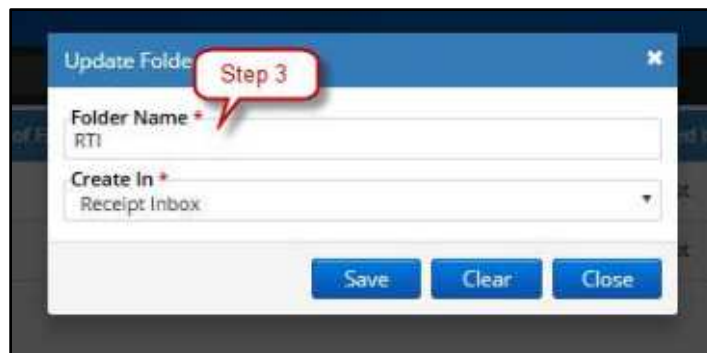 Update Folde
Step 3
Folder Name *
RTI
Create In *
Receipt Inbox
Save Clear Close